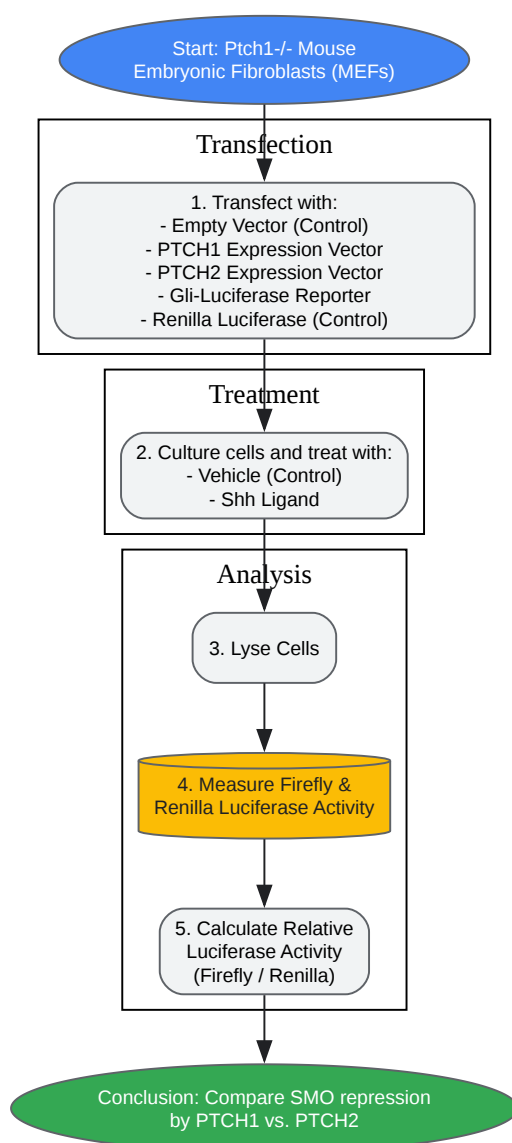 Start: Ptch1-/- Mouse
Embryonic Fibroblasts (MEFs)
Transfection
1. Transfect with:
- Empty Vector (Control)
- PTCH1 Expression Vector
- PTCH2 Expression Vector
- Gli-Luciferase Reporter
- Renilla Luciferase (Control)
Treatment
2. Culture cells and treat with:
- Vehicle (Control)
- Shh Ligand
Analysis
3. Lyse Cells
4. Measure Firefly &
Renilla Luciferase Activity
5. Calculate Relative
Luciferase Activity
(Firefly / Renilla)
Conclusion: Compare SMO repression
by PTCH1 vs. PTCH2